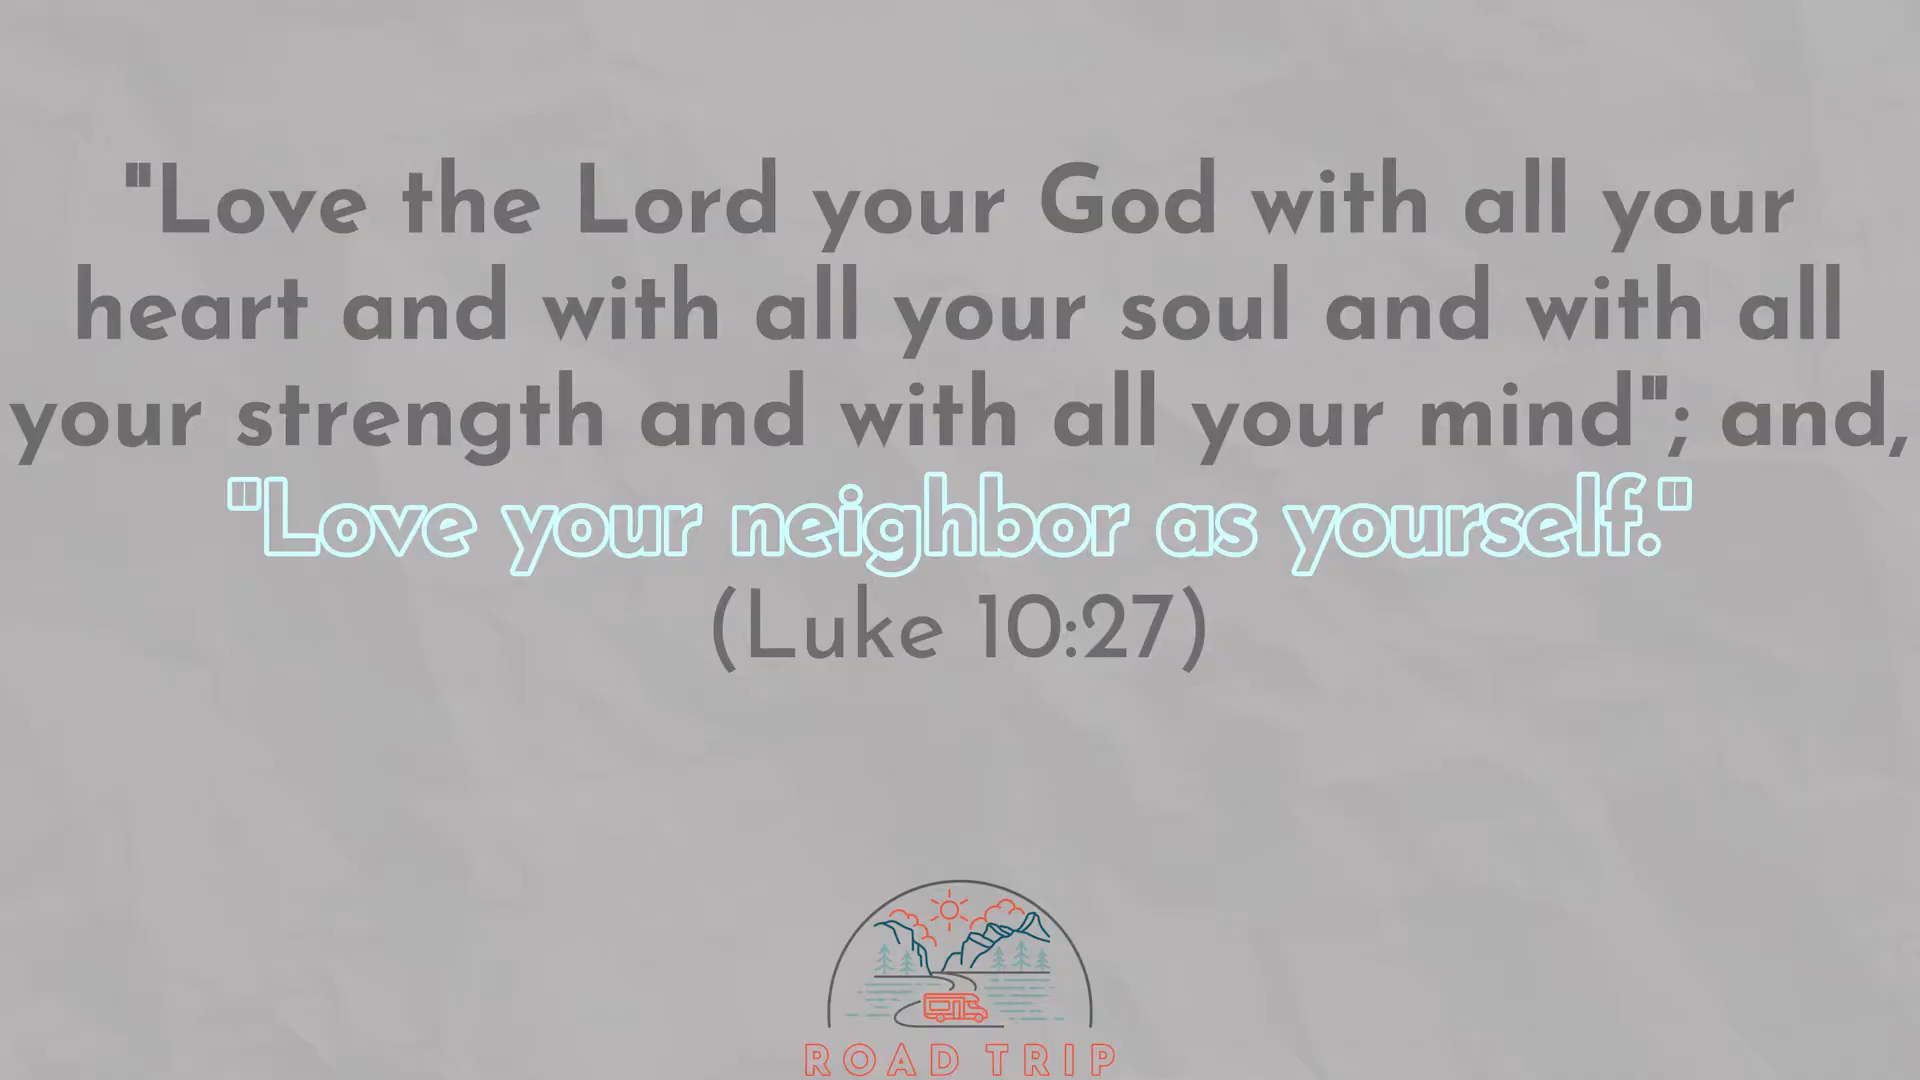 "Love the Lord your God with all your
heart and with all your soul and with all
your strength and with all your mind"; and,
"Love your neighbor as yourself."
(Luke 10:27)
ROAD TRIP